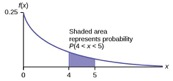 f(x)
0.25
Shaded area
represents probability
P(4 < x < 5)
0
4
5
x